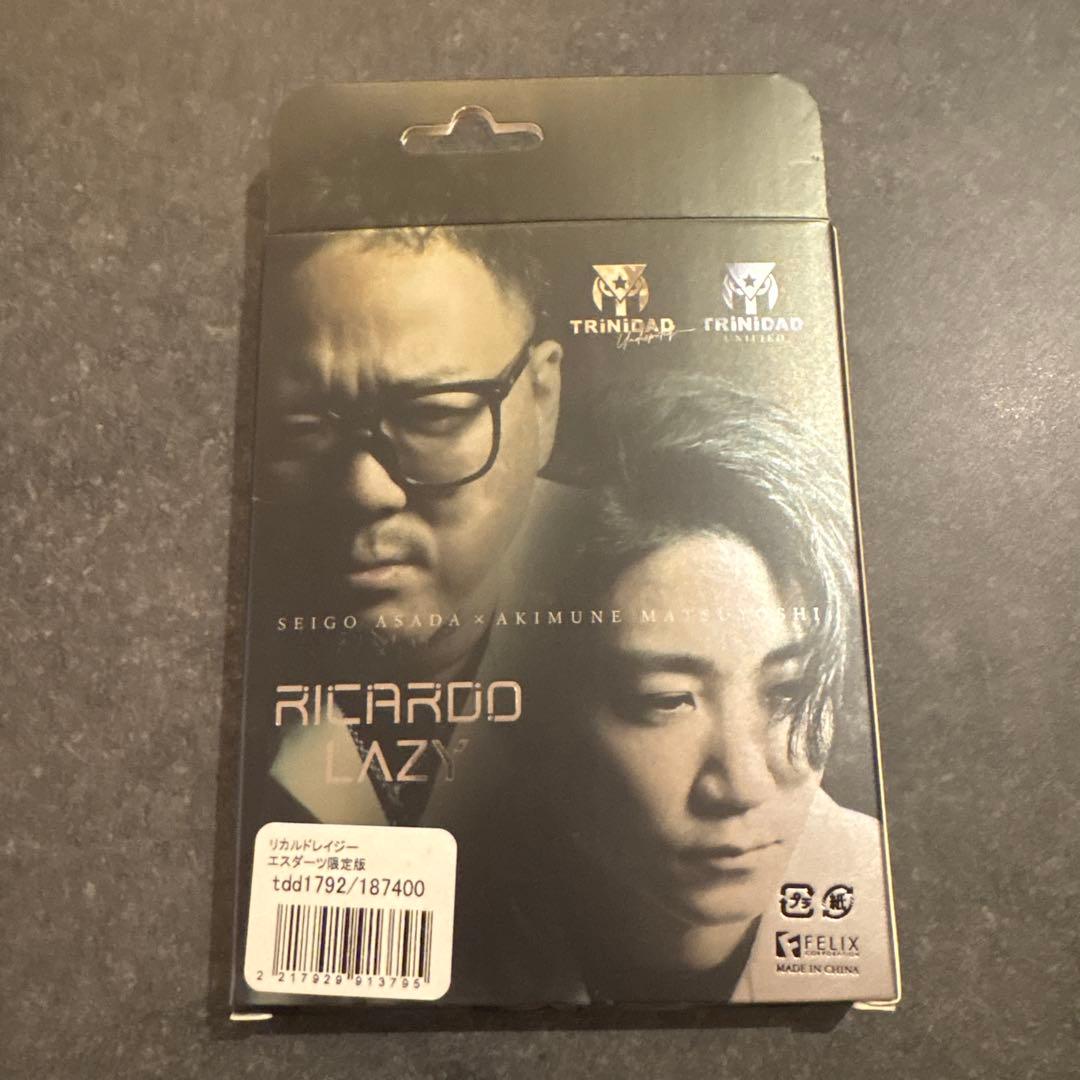 TRiNiDAD
TRiNiDAD
UNIFIED
SEIGO ASADA × AKIMUNE MATSUYOSHI
RICARDO
LAZY
リカルドレイジー
エスダーツ限定版
tdd1792/187400
2 217929 913795
プラ
紙
FELIX
CORPORATION
MADE IN CHINA